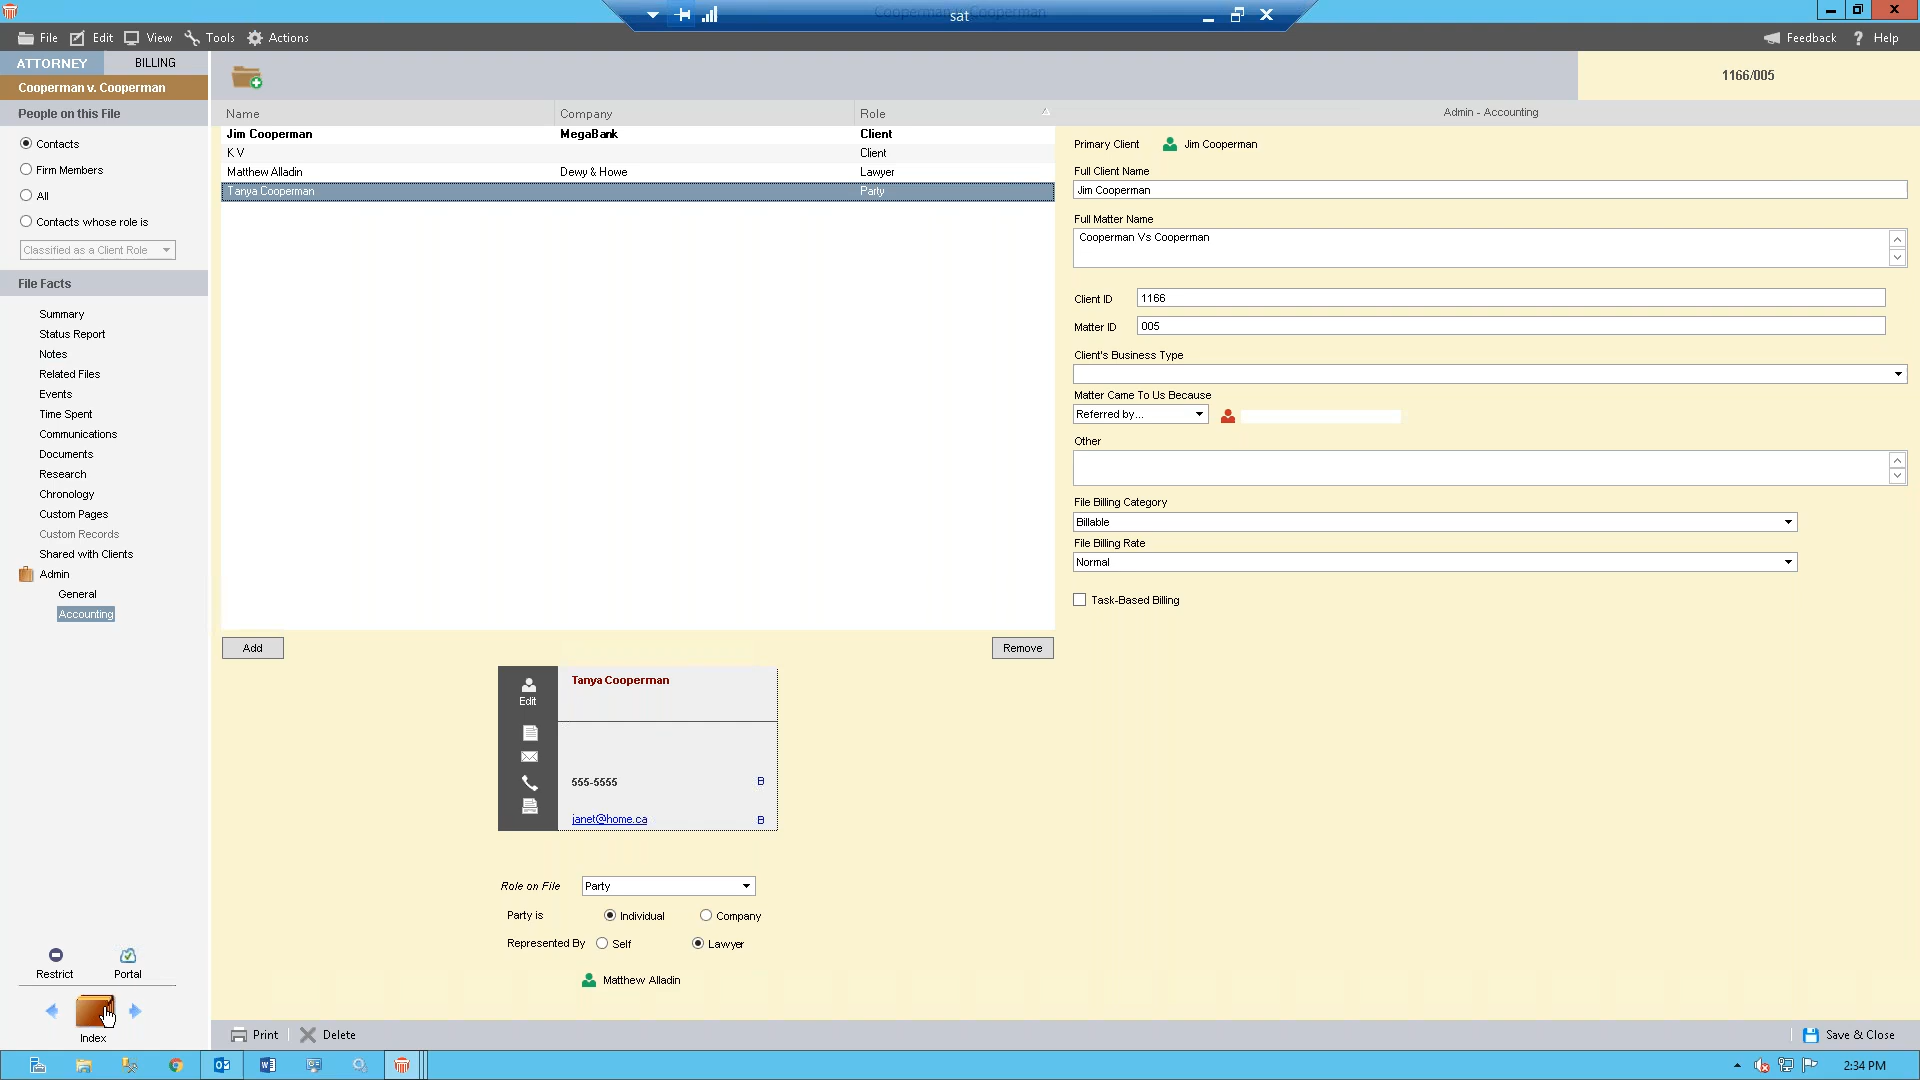 sat
File
Edit
View
Tools
Actions
Feedback
Help
ATTORNEY
BILLING
1166/005
Cooperman v. Cooperman
People on this File
Contacts
Firm Members
All
Contacts whose role is
Classified as a Client Role
File Facts
Summary
Status Report
Notes
Related Files
Events
Time Spent
Communications
Documents
Research
Chronology
Custom Pages
Custom Records
Shared with Clients
Admin
General
Accounting
Restrict
Portal
Index
Name Company Role
Jim Cooperman MegaBank Client
K V Client
Matthew Alladin Dewy & Howe Lawyer
Tanya Cooperman Party
Add
Remove
Edit
Tanya Cooperman
555-5555 B
janet@home.ca B
Role on File Party
Party is Individual Company
Represented By Self Lawyer
Matthew Alladin
Admin - Accounting
Primary Client Jim Cooperman
Full Client Name
Jim Cooperman
Full Matter Name
Cooperman Vs Cooperman
Client ID 1166
Matter ID 005
Client's Business Type
Matter Came To Us Because
Referred by...
Other
File Billing Category
Billable
File Billing Rate
Normal
Task-Based Billing
Print
Delete
Save & Close
2:34 PM